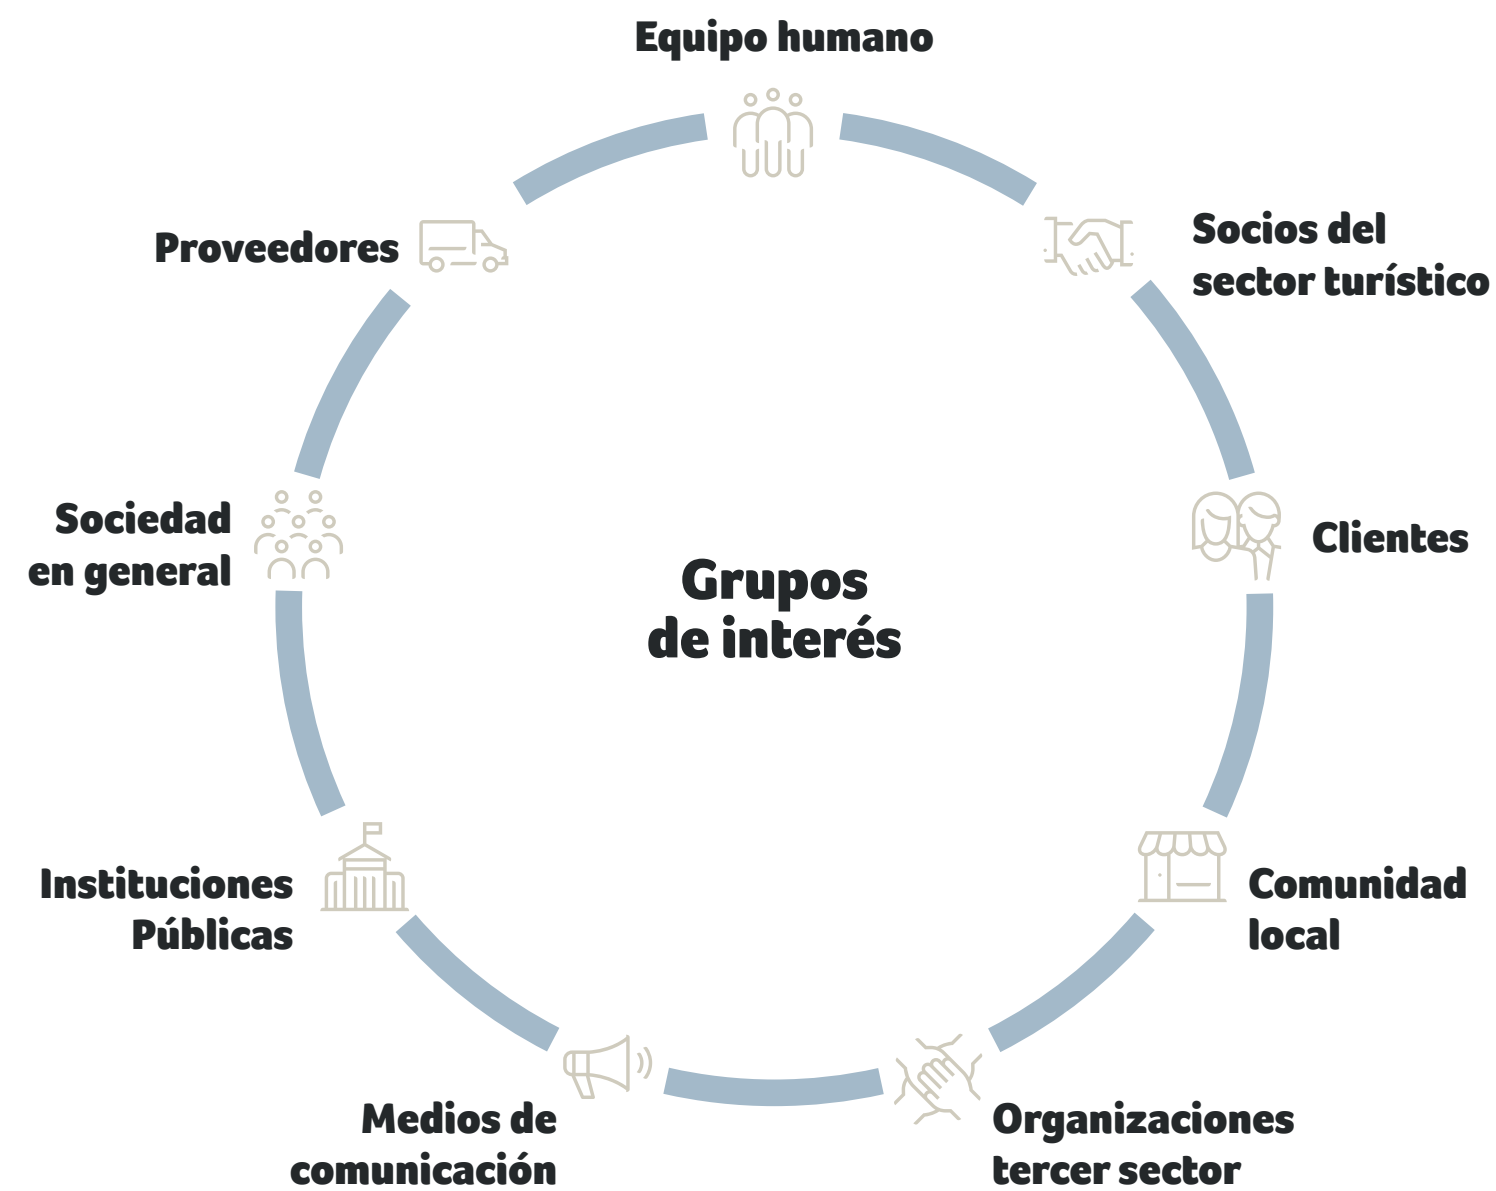 Equipo humano
Socios del
sector turístico
Clientes
Comunidad
local
Organizaciones
tercer sector
Medios de
comunicación
Instituciones
Públicas
Sociedad
en general
Proveedores
Grupos
de interés